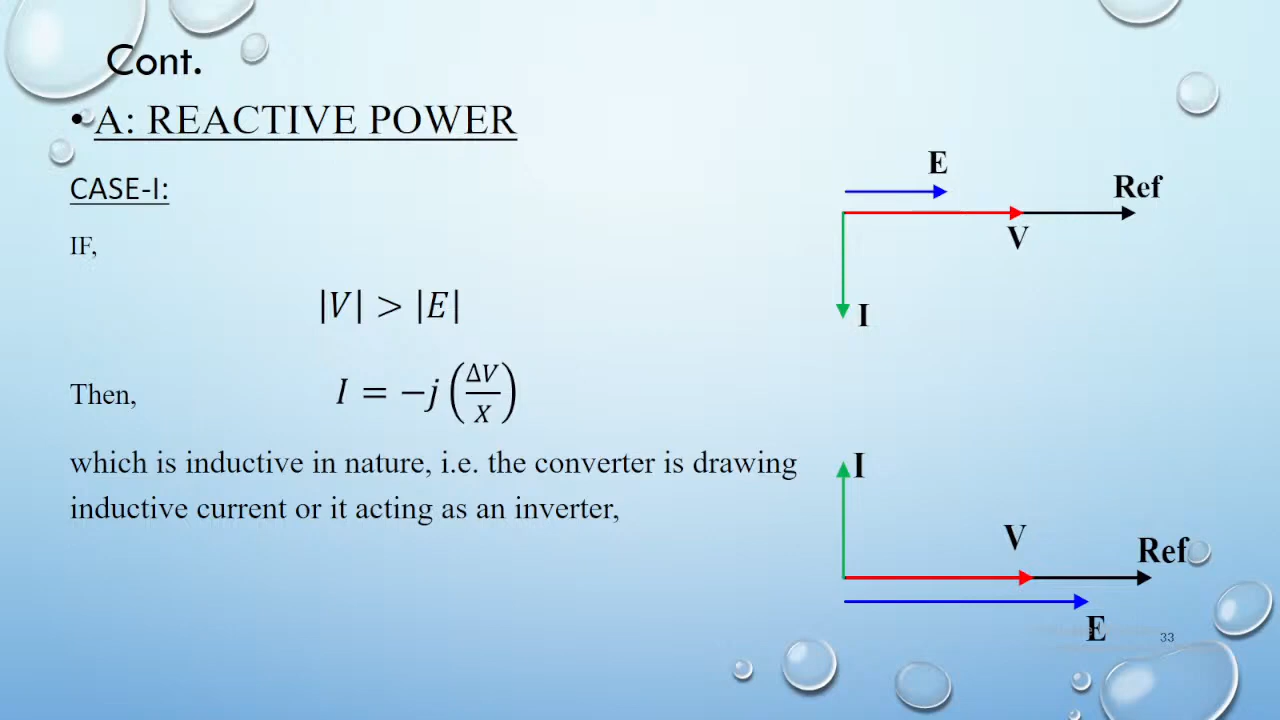 Cont.
• A: REACTIVE POWER
CASE-I:
IF,
|V| > |E|
Then, I = −j (ΔV/X)
which is inductive in nature, i.e. the converter is drawing
inductive current or it acting as an inverter,
E
Ref
V
I
I
V
Ref
E
33